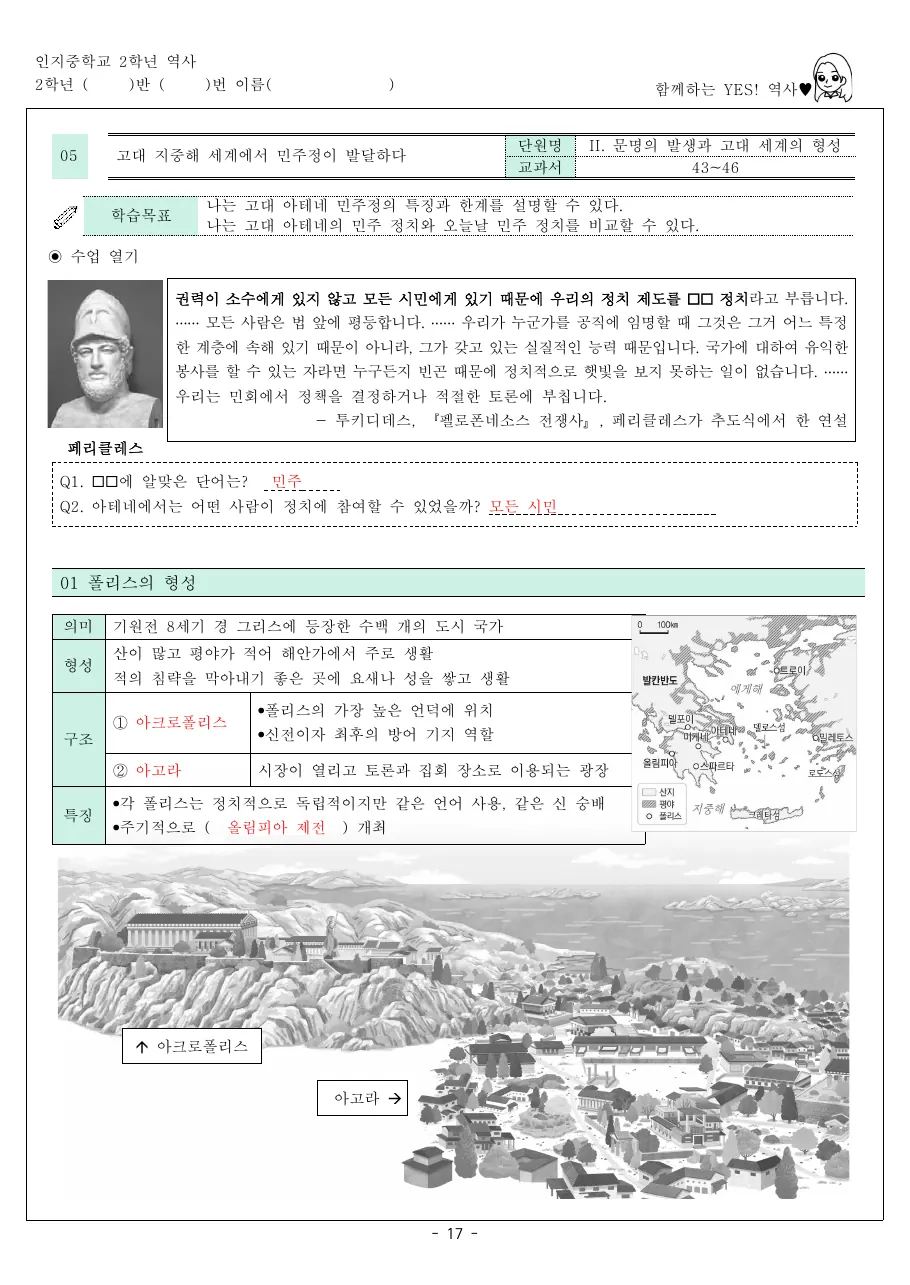 인지중학교 2학년 역사
2학년 (    )반 (    )번 이름(            )
함께하는 YES! 역사♥
05
고대 지중해 세계에서 민주정이 발달하다
단원명
II. 문명의 발생과 고대 세계의 형성
교과서
43~46
학습목표
나는 고대 아테네 민주정의 특징과 한계를 설명할 수 있다.
나는 고대 아테네의 민주 정치와 오늘날 민주 정치를 비교할 수 있다.
◉ 수업 열기
권력이 소수에게 있지 않고 모든 시민에게 있기 때문에 우리의 정치 제도를 □□ 정치라고 부릅니다.
…… 모든 사람은 법 앞에 평등합니다. …… 우리가 누군가를 공직에 임명할 때 그것은 그거 어느 특정
한 계층에 속해 있기 때문이 아니라, 그가 갖고 있는 실질적인 능력 때문입니다. 국가에 대하여 유익한
봉사를 할 수 있는 자라면 누구든지 빈곤 때문에 정치적으로 햇빛을 보지 못하는 일이 없습니다. ……
우리는 민회에서 정책을 결정하거나 적절한 토론에 부칩니다.
- 투키디데스, 『펠로폰네소스 전쟁사』, 페리클레스가 추도식에서 한 연설
페리클레스
Q1. □□에 알맞은 단어는? 민주
Q2. 아테네에서는 어떤 사람이 정치에 참여할 수 있었을까? 모든 시민
01 폴리스의 형성
의미
기원전 8세기 경 그리스에 등장한 수백 개의 도시 국가
형성
산이 많고 평야가 적어 해안가에서 주로 생활
적의 침략을 막아내기 좋은 곳에 요새나 성을 쌓고 생활
구조
① 아크로폴리스
•폴리스의 가장 높은 언덕에 위치
•신전이자 최후의 방어 기지 역할
② 아고라
시장이 열리고 토론과 집회 장소로 이용되는 광장
특징
•각 폴리스는 정치적으로 독립적이지만 같은 언어 사용, 같은 신 숭배
•주기적으로 ( 올림피아 제전 ) 개최
0 100km
트로이
발칸반도
에게해
델포이
아테네
델로스섬
미케네
밀레토스
올림피아
스파르타
로도스섬
산지
평야
폴리스
지중해
크레타섬
↑ 아크로폴리스
아고라 →
- 17 -